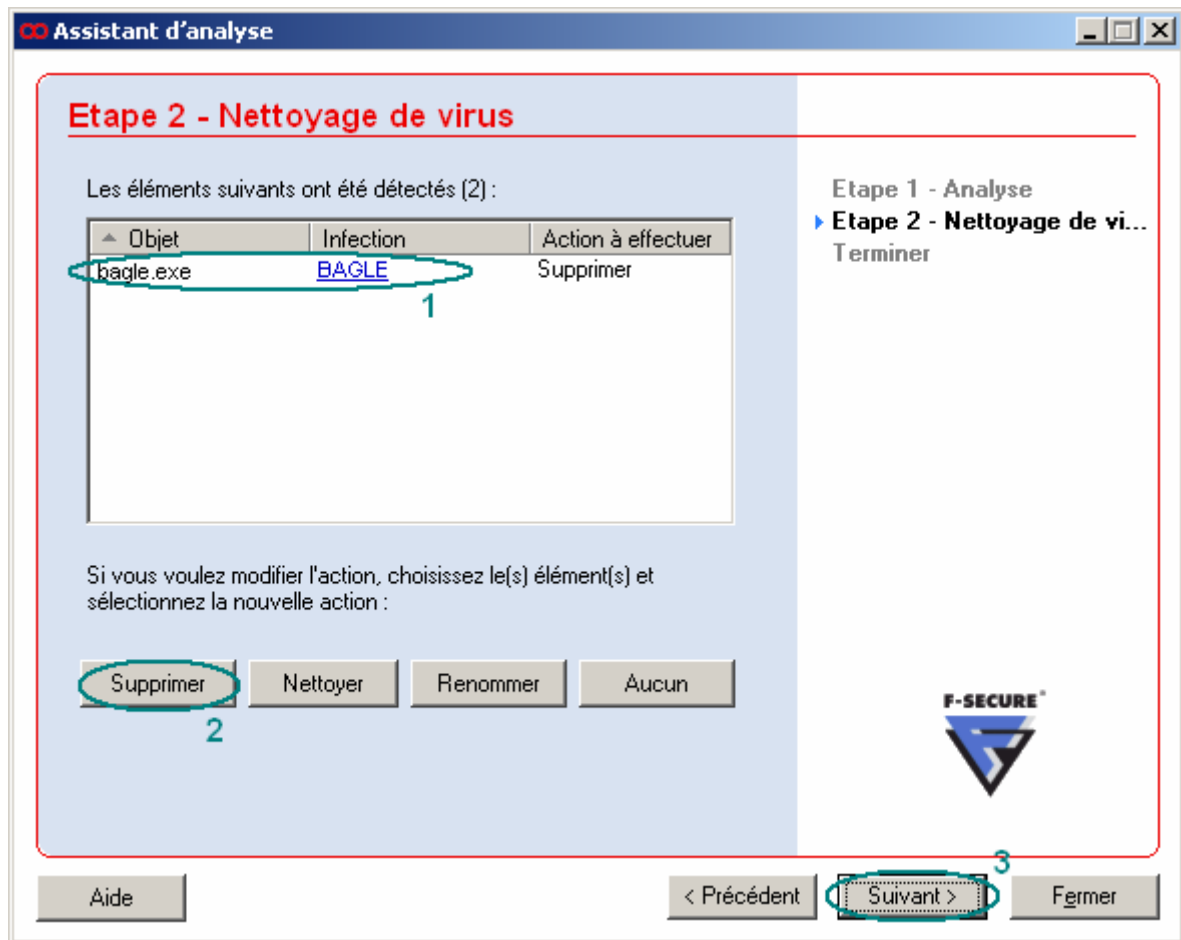 Assistant d'analyse
Etape 2 - Nettoyage de virus
Les éléments suivants ont été détectés (2) :
Objet Infection Action à effectuer
bagle.exe BAGLE Supprimer
1
Si vous voulez modifier l'action, choisissez le(s) élément(s) et
sélectionnez la nouvelle action :
Supprimer Nettoyer Renommer Aucun
2
Etape 1 - Analyse
Etape 2 - Nettoyage de vi...
Terminer
F-SECURE®
3
Aide < Précédent Suivant > Fermer